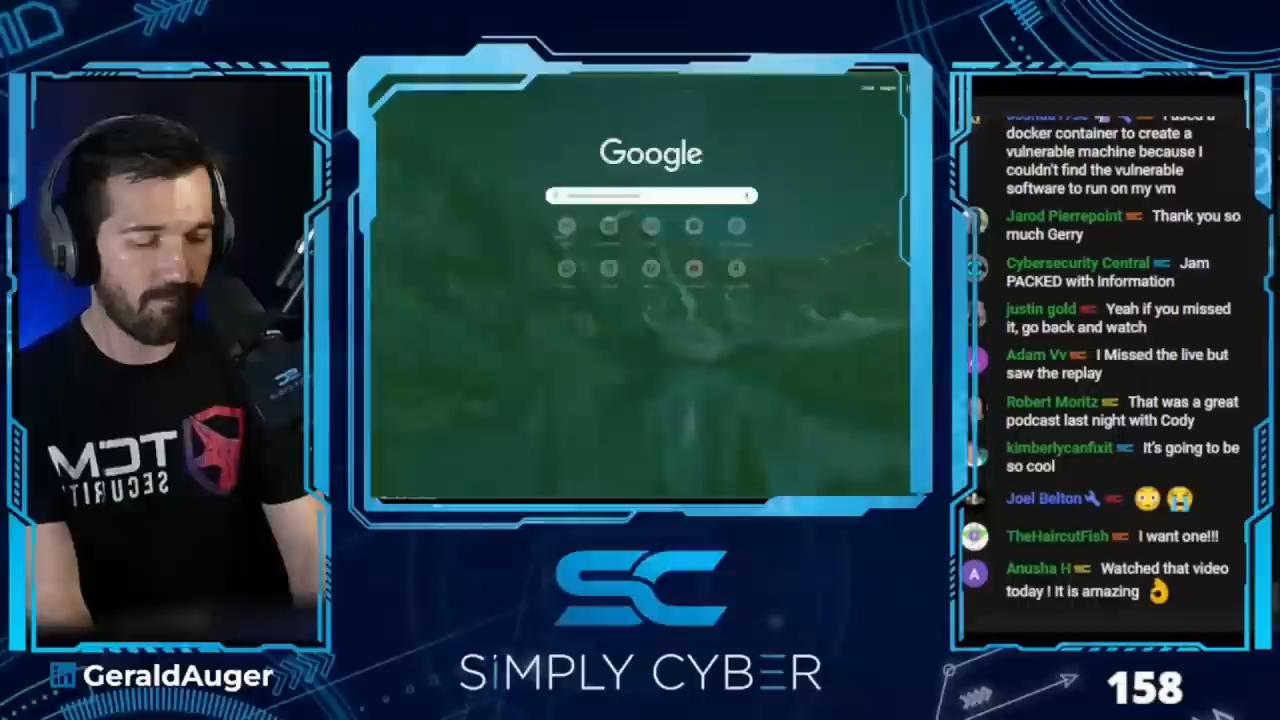 Google
docker container to create a
vulnerable machine because I
couldn't find the vulnerable
software to run on my vm
Jarod Pierrepoint Thank you so
much Gerry
Cybersecurity Central Jam
PACKED with Information
justin gold Yeah if you missed
it, go back and watch
Adam Vv I Missed the live but
saw the replay
Robert Moritz That was a great
podcast last night with Cody
kimberlycanfixit It's going to be
so cool
Joel Belton 😳 😭
TheHaircutFish I want one!!!
A Anusha H Watched that video
today ! It is amazing 👌
MDT
SECURIT
SC
SiMPLY CYBER
in GeraldAuger
158